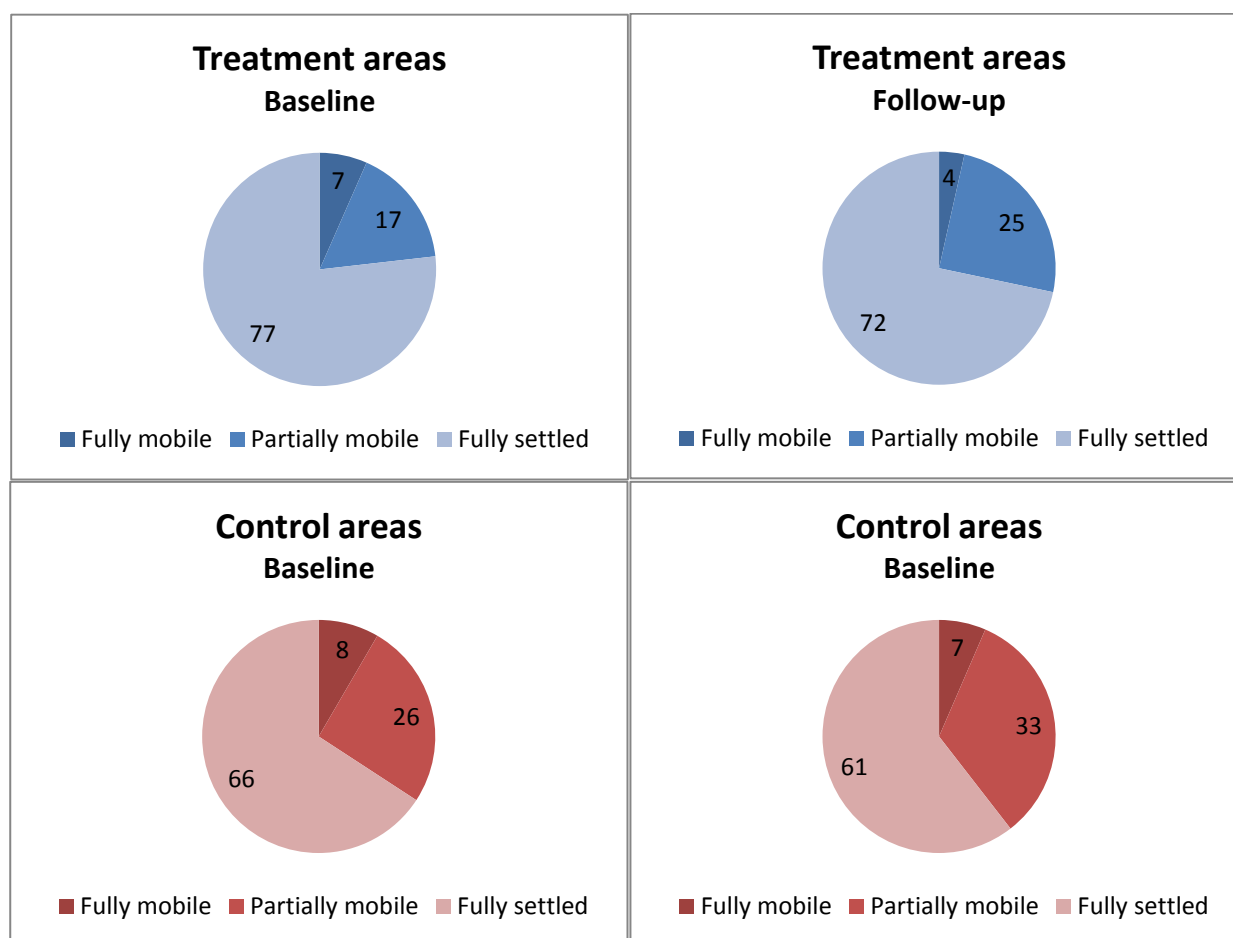 Treatment areas
Baseline
7
17
77
Fully mobile Partially mobile Fully settled
Treatment areas
Follow-up
4
25
72
Fully mobile Partially mobile Fully settled
Control areas
Baseline
8
26
66
Fully mobile Partially mobile Fully settled
Control areas
Baseline
7
33
61
Fully mobile Partially mobile Fully settled